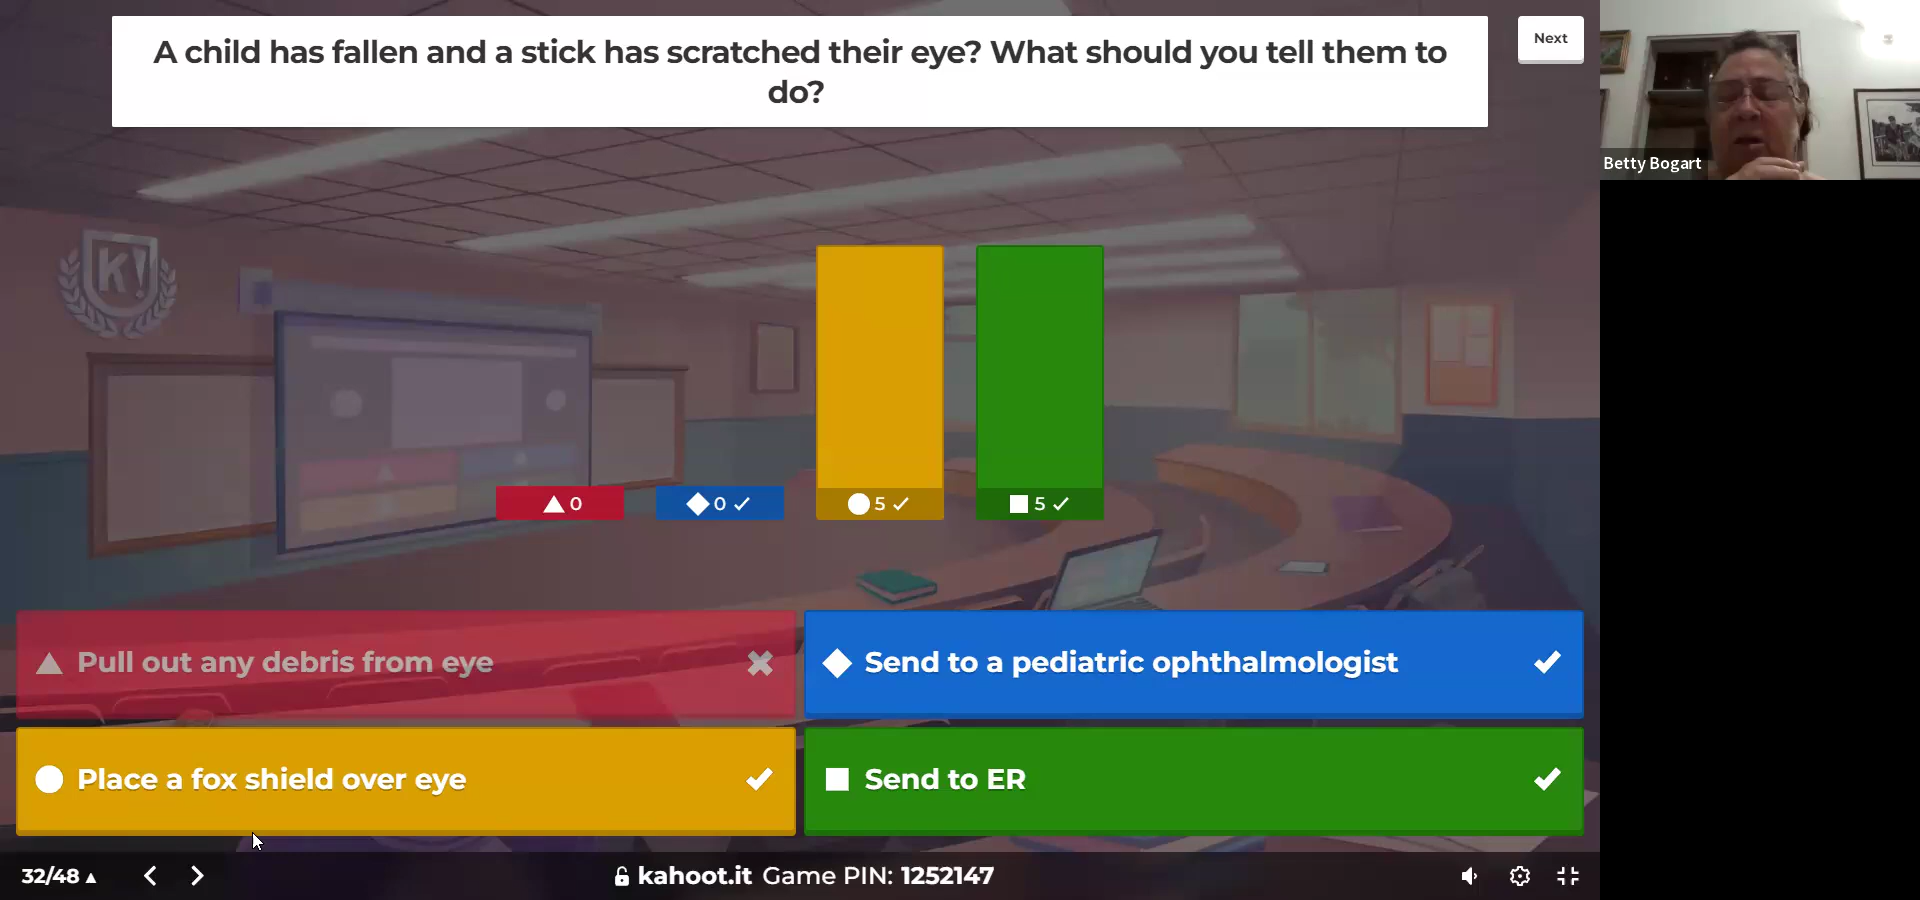 A child has fallen and a stick has scratched their eye? What should you tell them to
do?
Next
Betty Bogart
K!
0
0
5
5
Pull out any debris from eye
Send to a pediatric ophthalmologist
Place a fox shield over eye
Send to ER
32/48
kahoot.it Game PIN: 1252147